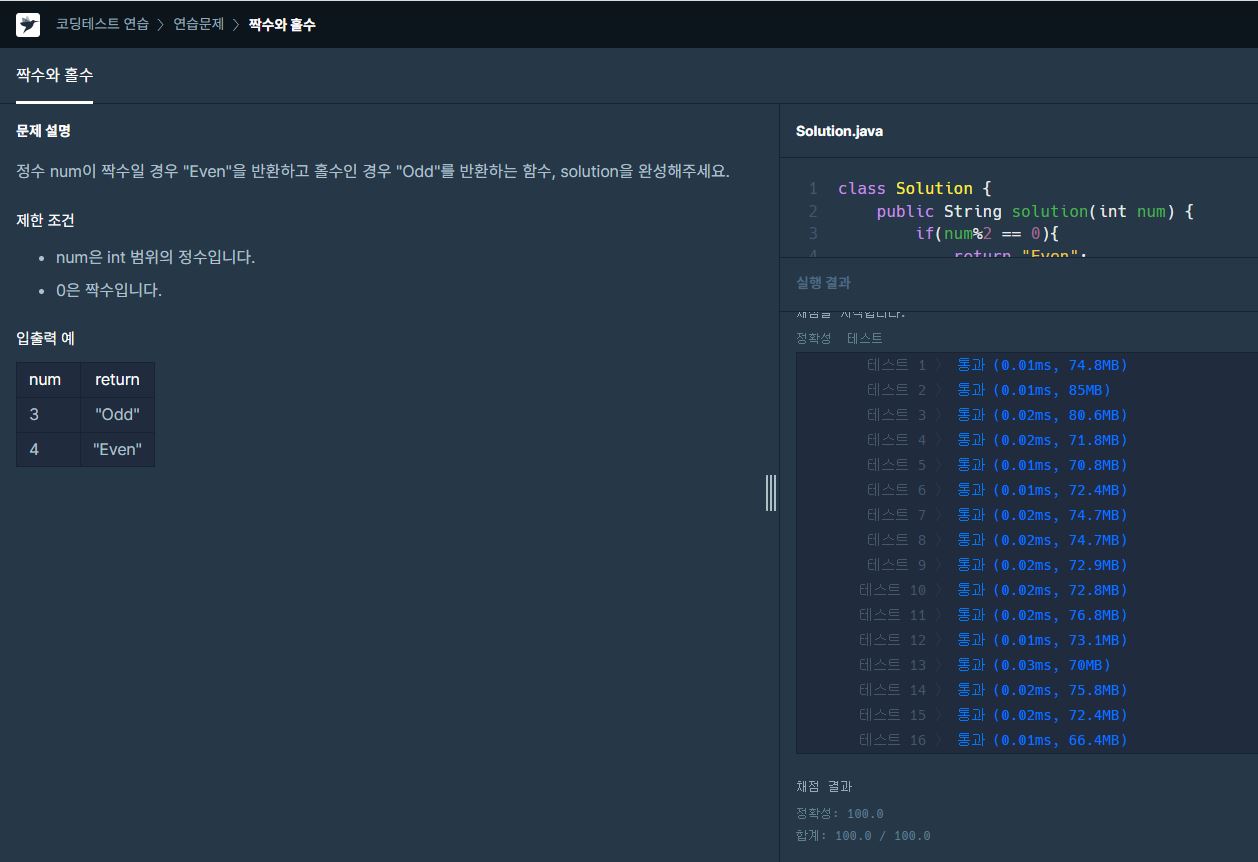 코딩테스트 연습 > 연습문제 > 짝수와 홀수
짝수와 홀수
문제 설명
정수 num이 짝수일 경우 "Even"을 반환하고 홀수인 경우 "Odd"를 반환하는 함수, solution을 완성해주세요.
제한 조건
• num은 int 범위의 정수입니다.
• 0은 짝수입니다.
입출력 예
num return
3 "Odd"
4 "Even"
Solution.java
1 class Solution {
2 public String solution(int num) {
3 if(num%2 == 0){
4 return "Even";
실행 결과
채점을 시작합니다.
정확성 테스트
테스트 1 〉 통과 (0.01ms, 74.8MB)
테스트 2 〉 통과 (0.01ms, 85MB)
테스트 3 〉 통과 (0.02ms, 80.6MB)
테스트 4 〉 통과 (0.02ms, 71.8MB)
테스트 5 〉 통과 (0.01ms, 70.8MB)
테스트 6 〉 통과 (0.01ms, 72.4MB)
테스트 7 〉 통과 (0.02ms, 74.7MB)
테스트 8 〉 통과 (0.02ms, 74.7MB)
테스트 9 〉 통과 (0.02ms, 72.9MB)
테스트 10 〉 통과 (0.02ms, 72.8MB)
테스트 11 〉 통과 (0.02ms, 76.8MB)
테스트 12 〉 통과 (0.01ms, 73.1MB)
테스트 13 〉 통과 (0.03ms, 70MB)
테스트 14 〉 통과 (0.02ms, 75.8MB)
테스트 15 〉 통과 (0.02ms, 72.4MB)
테스트 16 〉 통과 (0.01ms, 66.4MB)
채점 결과
정확성: 100.0
합계: 100.0 / 100.0